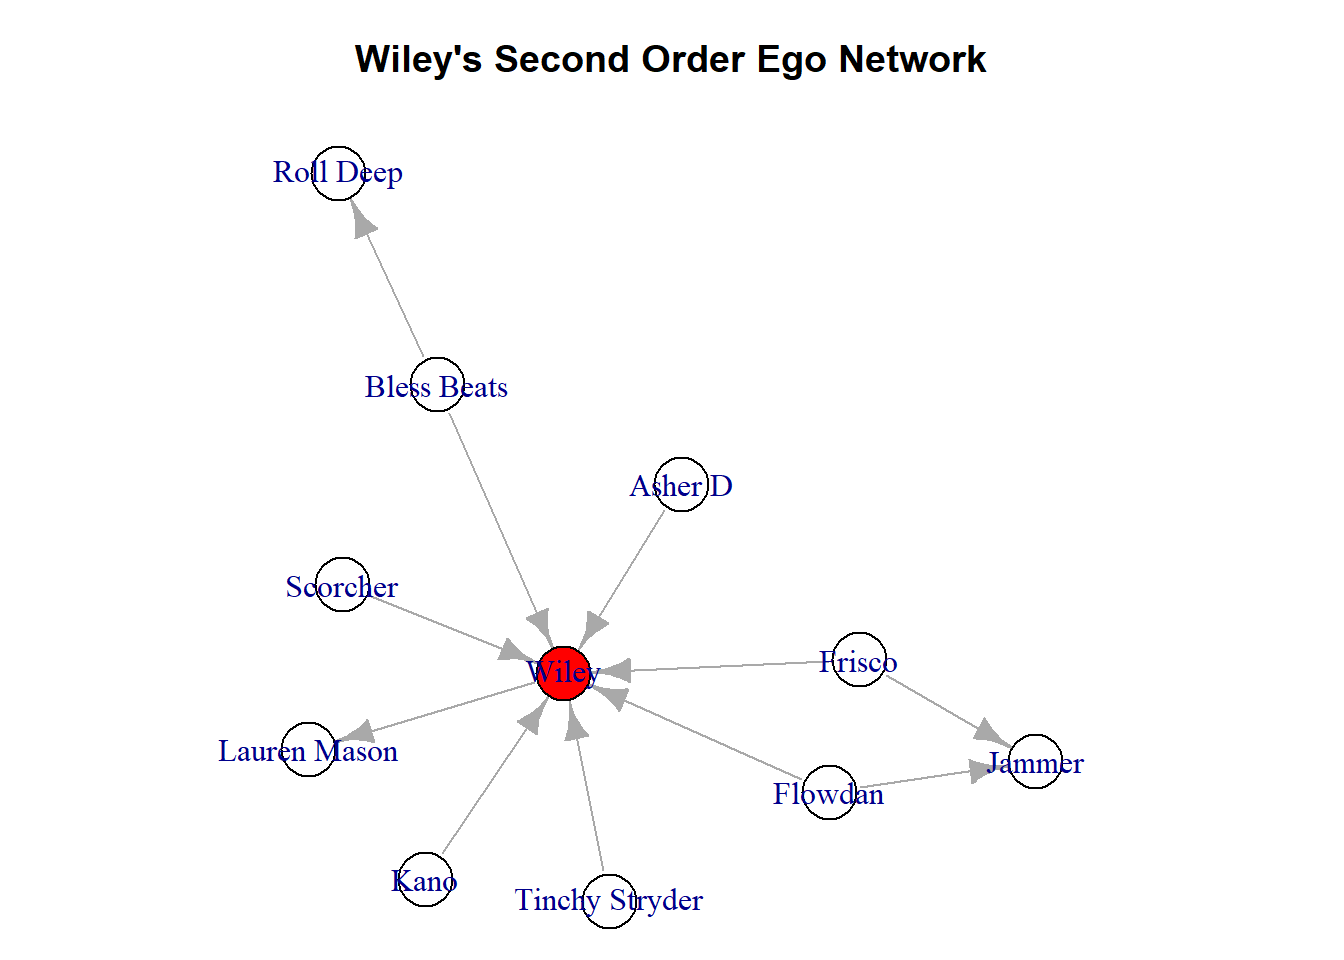 Wiley's Second Order Ego Network
Roll Deep
Bless Beats
Asher D
Scorcher
Frisco
Wiley
Lauren Mason
Jammer
Flowdan
Kano
Tinchy Stryder